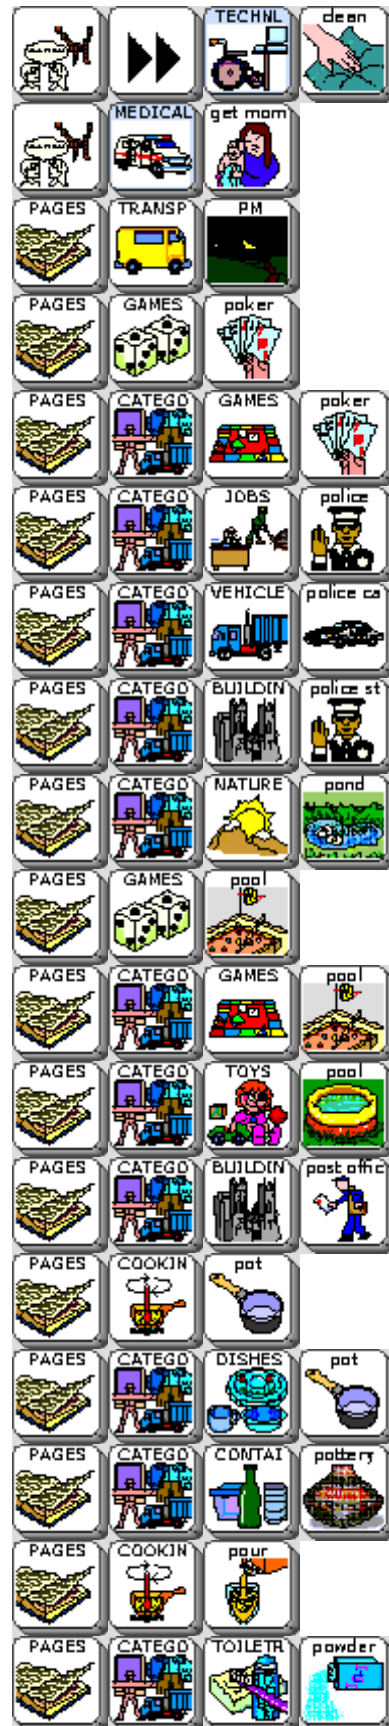 TECHNL clean
MEDICAL get mom
PAGES TRANSP PM
PAGES GAMES poker
PAGES CATEGO GAMES poker
PAGES CATEGO JOBS police
PAGES CATEGO VEHICLE police ca
PAGES CATEGO BUILDIN police st
PAGES CATEGO NATURE pond
PAGES GAMES pool
PAGES CATEGO GAMES pool
PAGES CATEGO TOYS pool
PAGES CATEGO BUILDIN post offic
PAGES COOKIN pot
PAGES CATEGO DISHES pot
PAGES CATEGO CONTAI pottery
PAGES COOKIN pour
PAGES CATEGO TOILETR powder